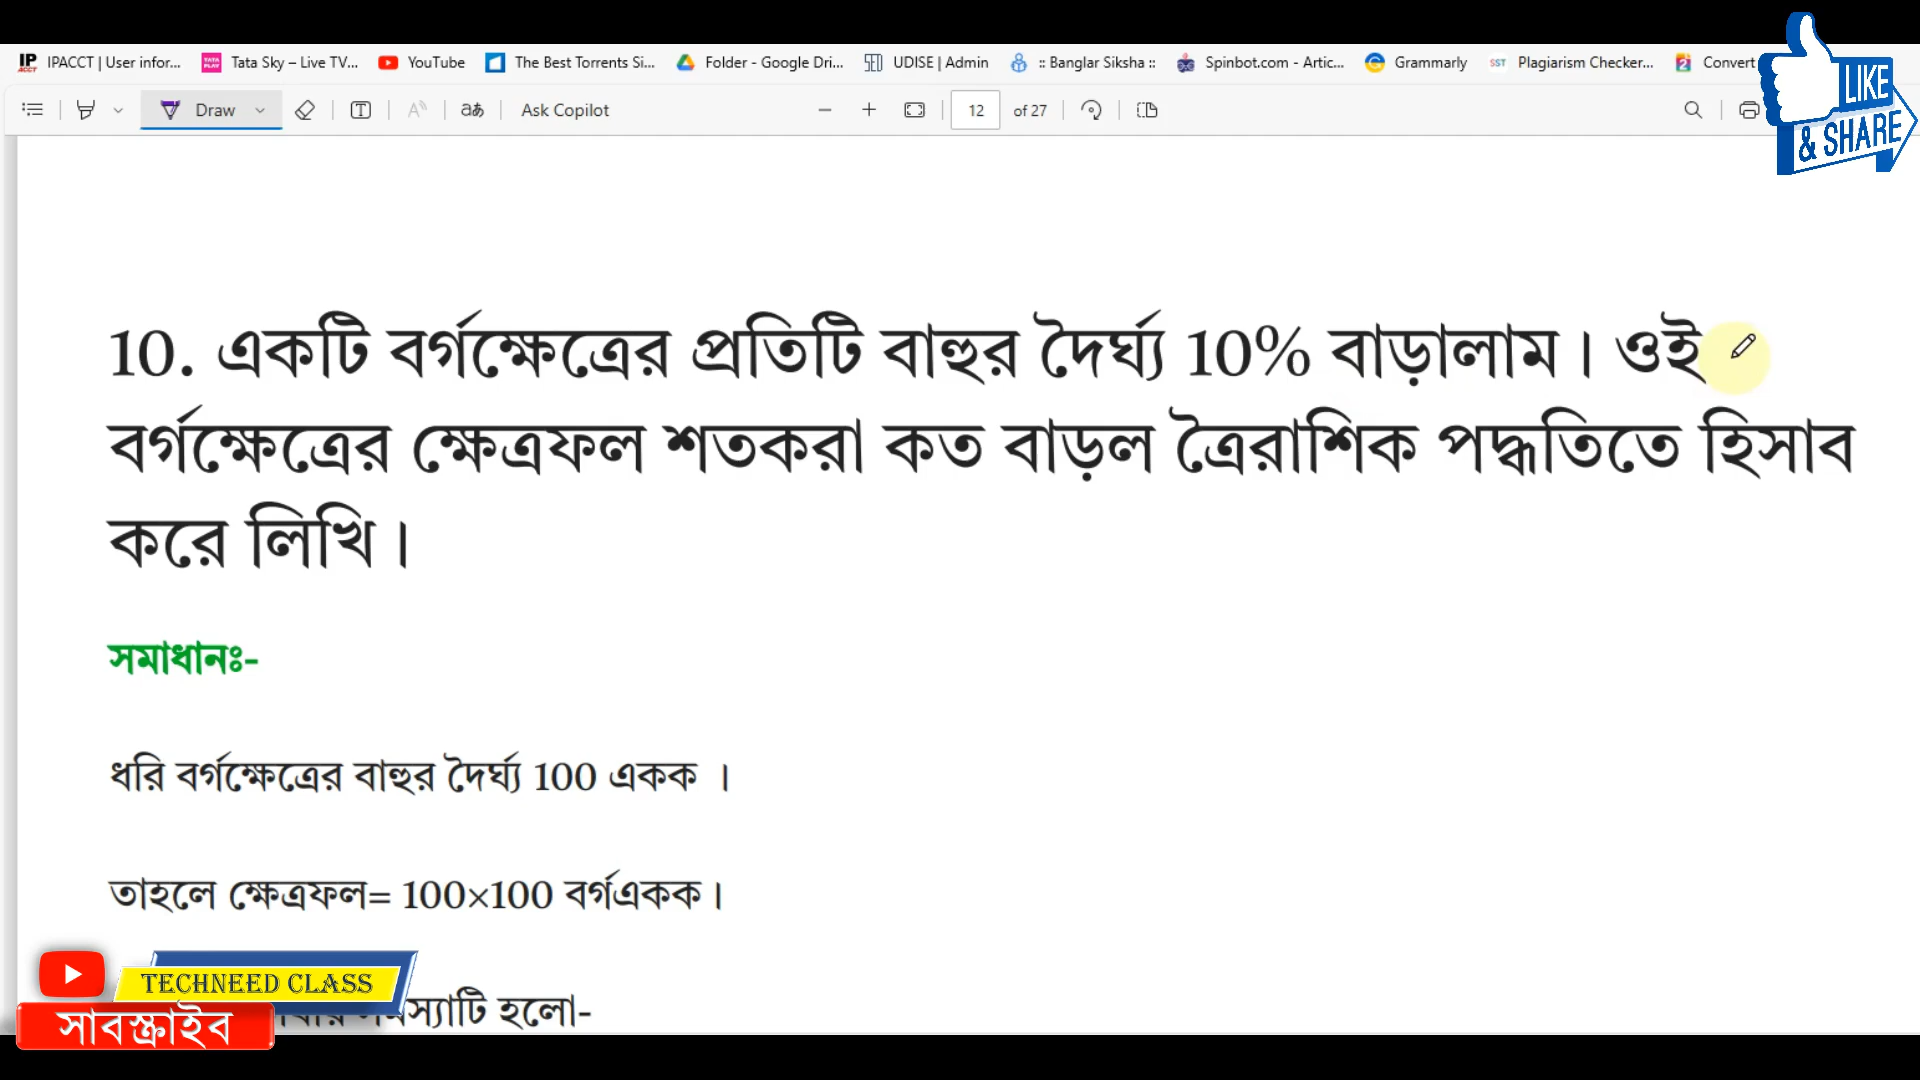 IP ACCT IPACCT | User infor... Tata Sky – Live TV... YouTube The Best Torrents Si... Folder - Google Dri... UDISE | Admin :: Banglar Siksha :: Spinbot.com - Artic... Grammarly SST Plagiarism Checker... Convert
LIKE
& SHARE
Draw Ask Copilot 12 of 27
10. একটি বর্গক্ষেত্রের প্রতিটি বাহুর দৈর্ঘ্য 10% বাড়ালাম। ওই
বর্গক্ষেত্রের ক্ষেত্রফল শতকরা কত বাড়ল ত্রৈরাশিক পদ্ধতিতে হিসাব
করে লিখি।
সমাধানঃ-
ধরি বর্গক্ষেত্রের বাহুর দৈর্ঘ্য 100 একক ।
তাহলে ক্ষেত্রফল= 100×100 বর্গএকক।
TECHNEED CLASS
হলো-
সাবস্ক্রাইব